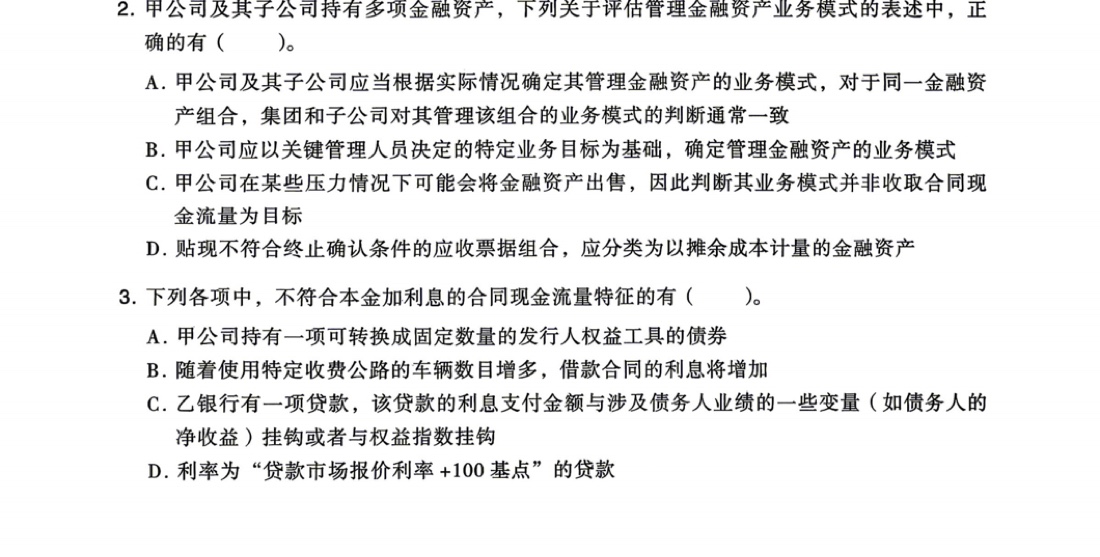 2. 甲公司及其子公司持有多项金融资产，下列关于评估管理金融资产业务模式的表述中，正
确的有（　　）。
A. 甲公司及其子公司应当根据实际情况确定其管理金融资产的业务模式，对于同一金融资
产组合，集团和子公司对其管理该组合的业务模式的判断通常一致
B. 甲公司应以关键管理人员决定的特定业务目标为基础，确定管理金融资产的业务模式
C. 甲公司在某些压力情况下可能会将金融资产出售，因此判断其业务模式并非收取合同现
金流量为目标
D. 贴现不符合终止确认条件的应收票据组合，应分类为以摊余成本计量的金融资产
3. 下列各项中，不符合本金加利息的合同现金流量特征的有（　　）。
A. 甲公司持有一项可转换成固定数量的发行人权益工具的债券
B. 随着使用特定收费公路的车辆数目增多，借款合同的利息将增加
C. 乙银行有一项贷款，该贷款的利息支付金额与涉及债务人业绩的一些变量（如债务人的
净收益）挂钩或者与权益指数挂钩
D. 利率为“贷款市场报价利率 +100 基点”的贷款